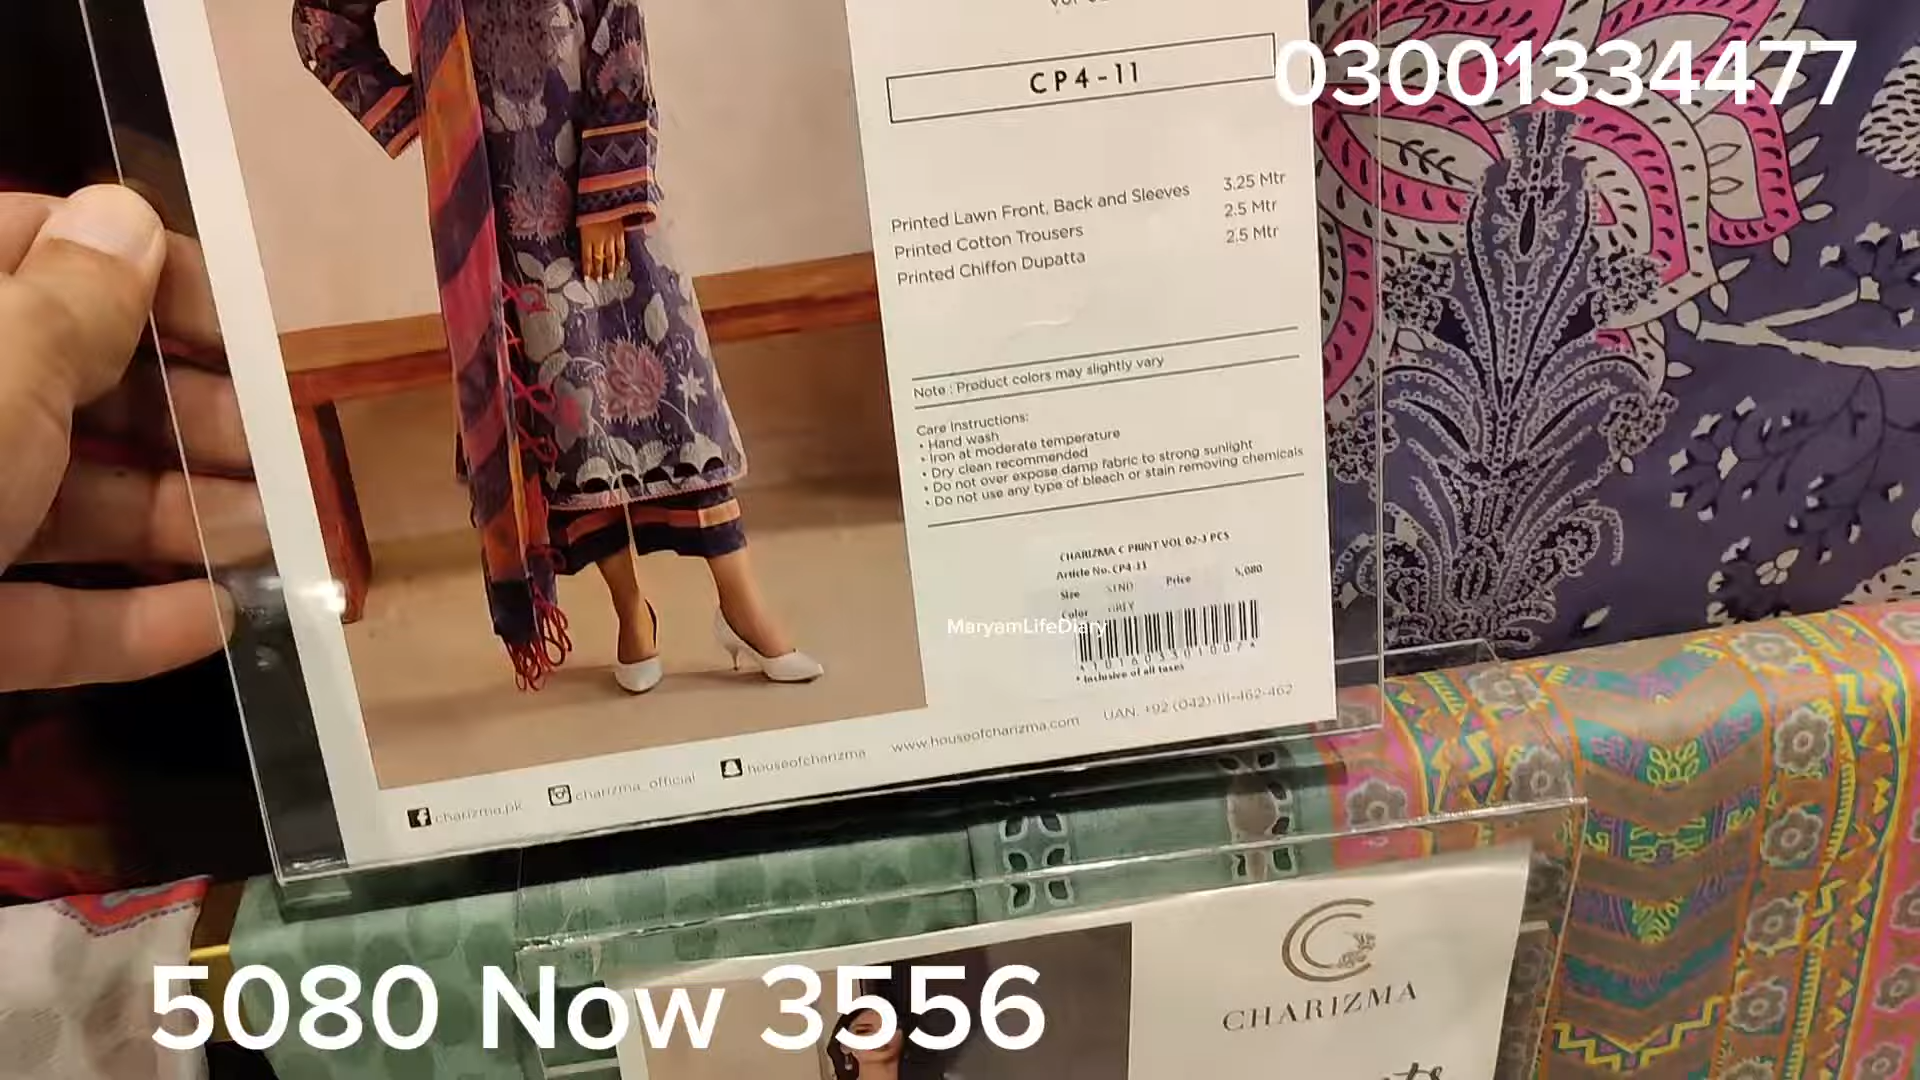 03001334477
CP4-11
Printed Lawn Front, Back and Sleeves 3.25 Mtr
Printed Cotton Trousers 2.5 Mtr
Printed Chiffon Dupatta 2.5 Mtr
Note : Product colors may slightly vary
Care Instructions:
• Hand wash
• Iron at moderate temperature
• Dry clean recommended
• Do not over expose damp fabric to strong sunlight
• Do not use any type of bleach or stain removing chemicals
CHARIZMA C PRINT VOL 02-3 PCS
Article No. CP4-11
Size Price 5,080
Color
MaryamLifeDiary
* Inclusive of all taxes
charizma.pk charizma_official houseofcharizma www.houseofcharizma.com UAN. +92 (042)-111-462-462
5080 Now 3556
CHARIZMA